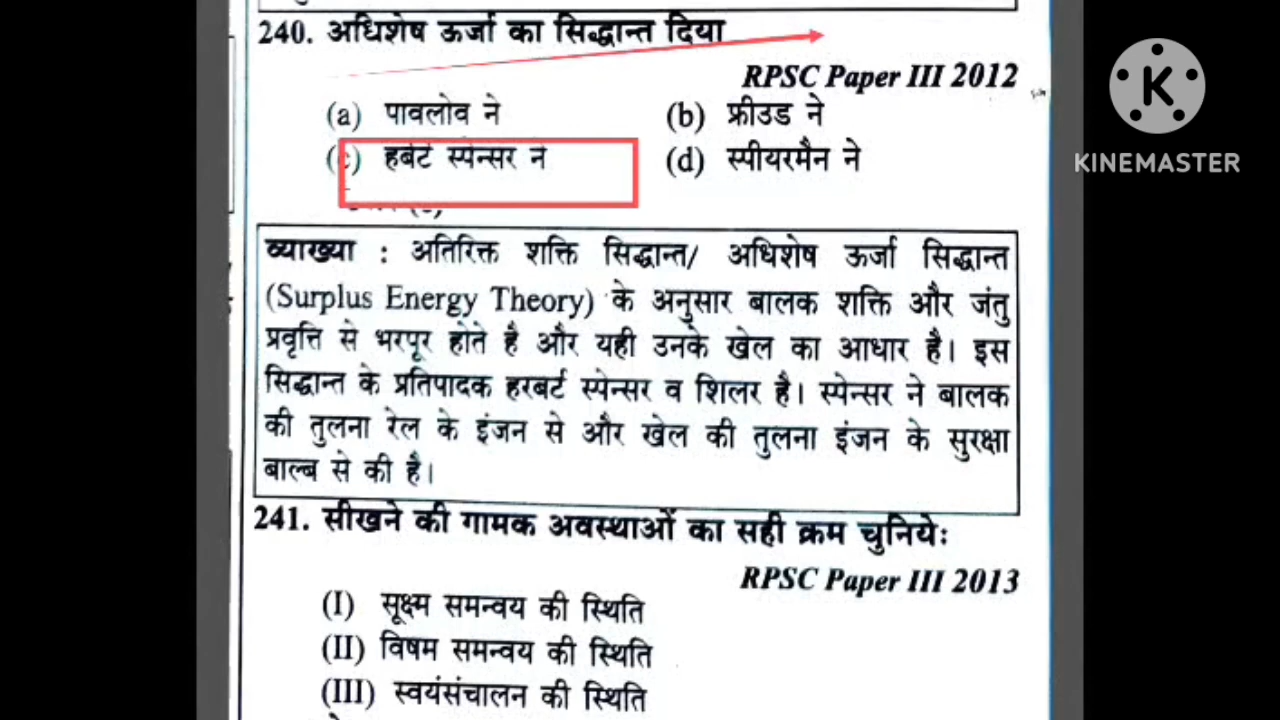 240. अधिशेष ऊर्जा का सिद्धान्त दिया
RPSC Paper III 2012
(a) पावलोव ने (b) फ्रीउड ने
(c) हर्बर्ट स्पेन्सर ने (d) स्पीयरमैन ने
व्याख्या : अतिरिक्त शक्ति सिद्धान्त/ अधिशेष ऊर्जा सिद्धान्त
(Surplus Energy Theory) के अनुसार बालक शक्ति और जंतु
प्रवृत्ति से भरपूर होते है और यही उनके खेल का आधार है। इस
सिद्धान्त के प्रतिपादक हरबर्ट स्पेन्सर व शिलर है। स्पेन्सर ने बालक
की तुलना रेल के इंजन से और खेल की तुलना इंजन के सुरक्षा
बाल्ब से की है।
241. सीखने की गामक अवस्थाओं का सही क्रम चुनिये:
RPSC Paper III 2013
(I) सूक्ष्म समन्वय की स्थिति
(II) विषम समन्वय की स्थिति
(III) स्वयंसंचालन की स्थिति
K
KINEMASTER